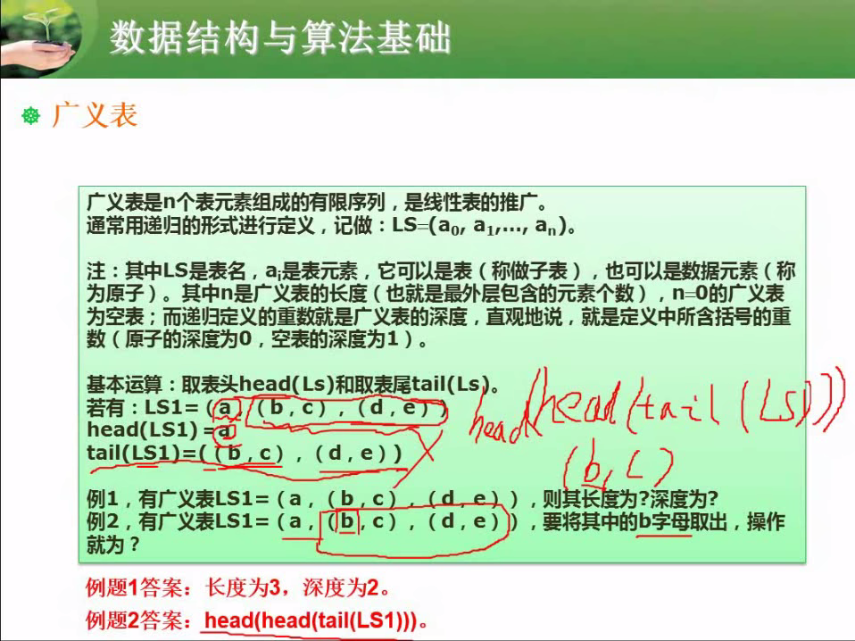 数据结构与算法基础
广义表
广义表是n个表元素组成的有限序列，是线性表的推广。
通常用递归的形式进行定义，记做：LS=(a₀, a₁,..., aₙ)。
注：其中LS是表名，aᵢ是表元素，它可以是表（称做子表），也可以是数据元素（称
为原子）。其中n是广义表的长度（也就是最外层包含的元素个数），n=0的广义表
为空表；而递归定义的重数就是广义表的深度，直观地说，就是定义中所含括号的重
数（原子的深度为0，空表的深度为1）。
基本运算：取表头head(Ls)和取表尾tail(Ls)。
若有：LS1=（a，（b，c），（d，e））
head(LS1)=a
tail(LS1)=(（b，c），（d，e）)
head(head(tail(LS)))
(b,c)
例1，有广义表LS1=（a，（b，c），（d，e）），则其长度为?深度为?
例2，有广义表LS1=（a，（b，c），（d，e）），要将其中的b字母取出，操作
就为？
例题1答案：长度为3，深度为2。
例题2答案：head(head(tail(LS1)))。